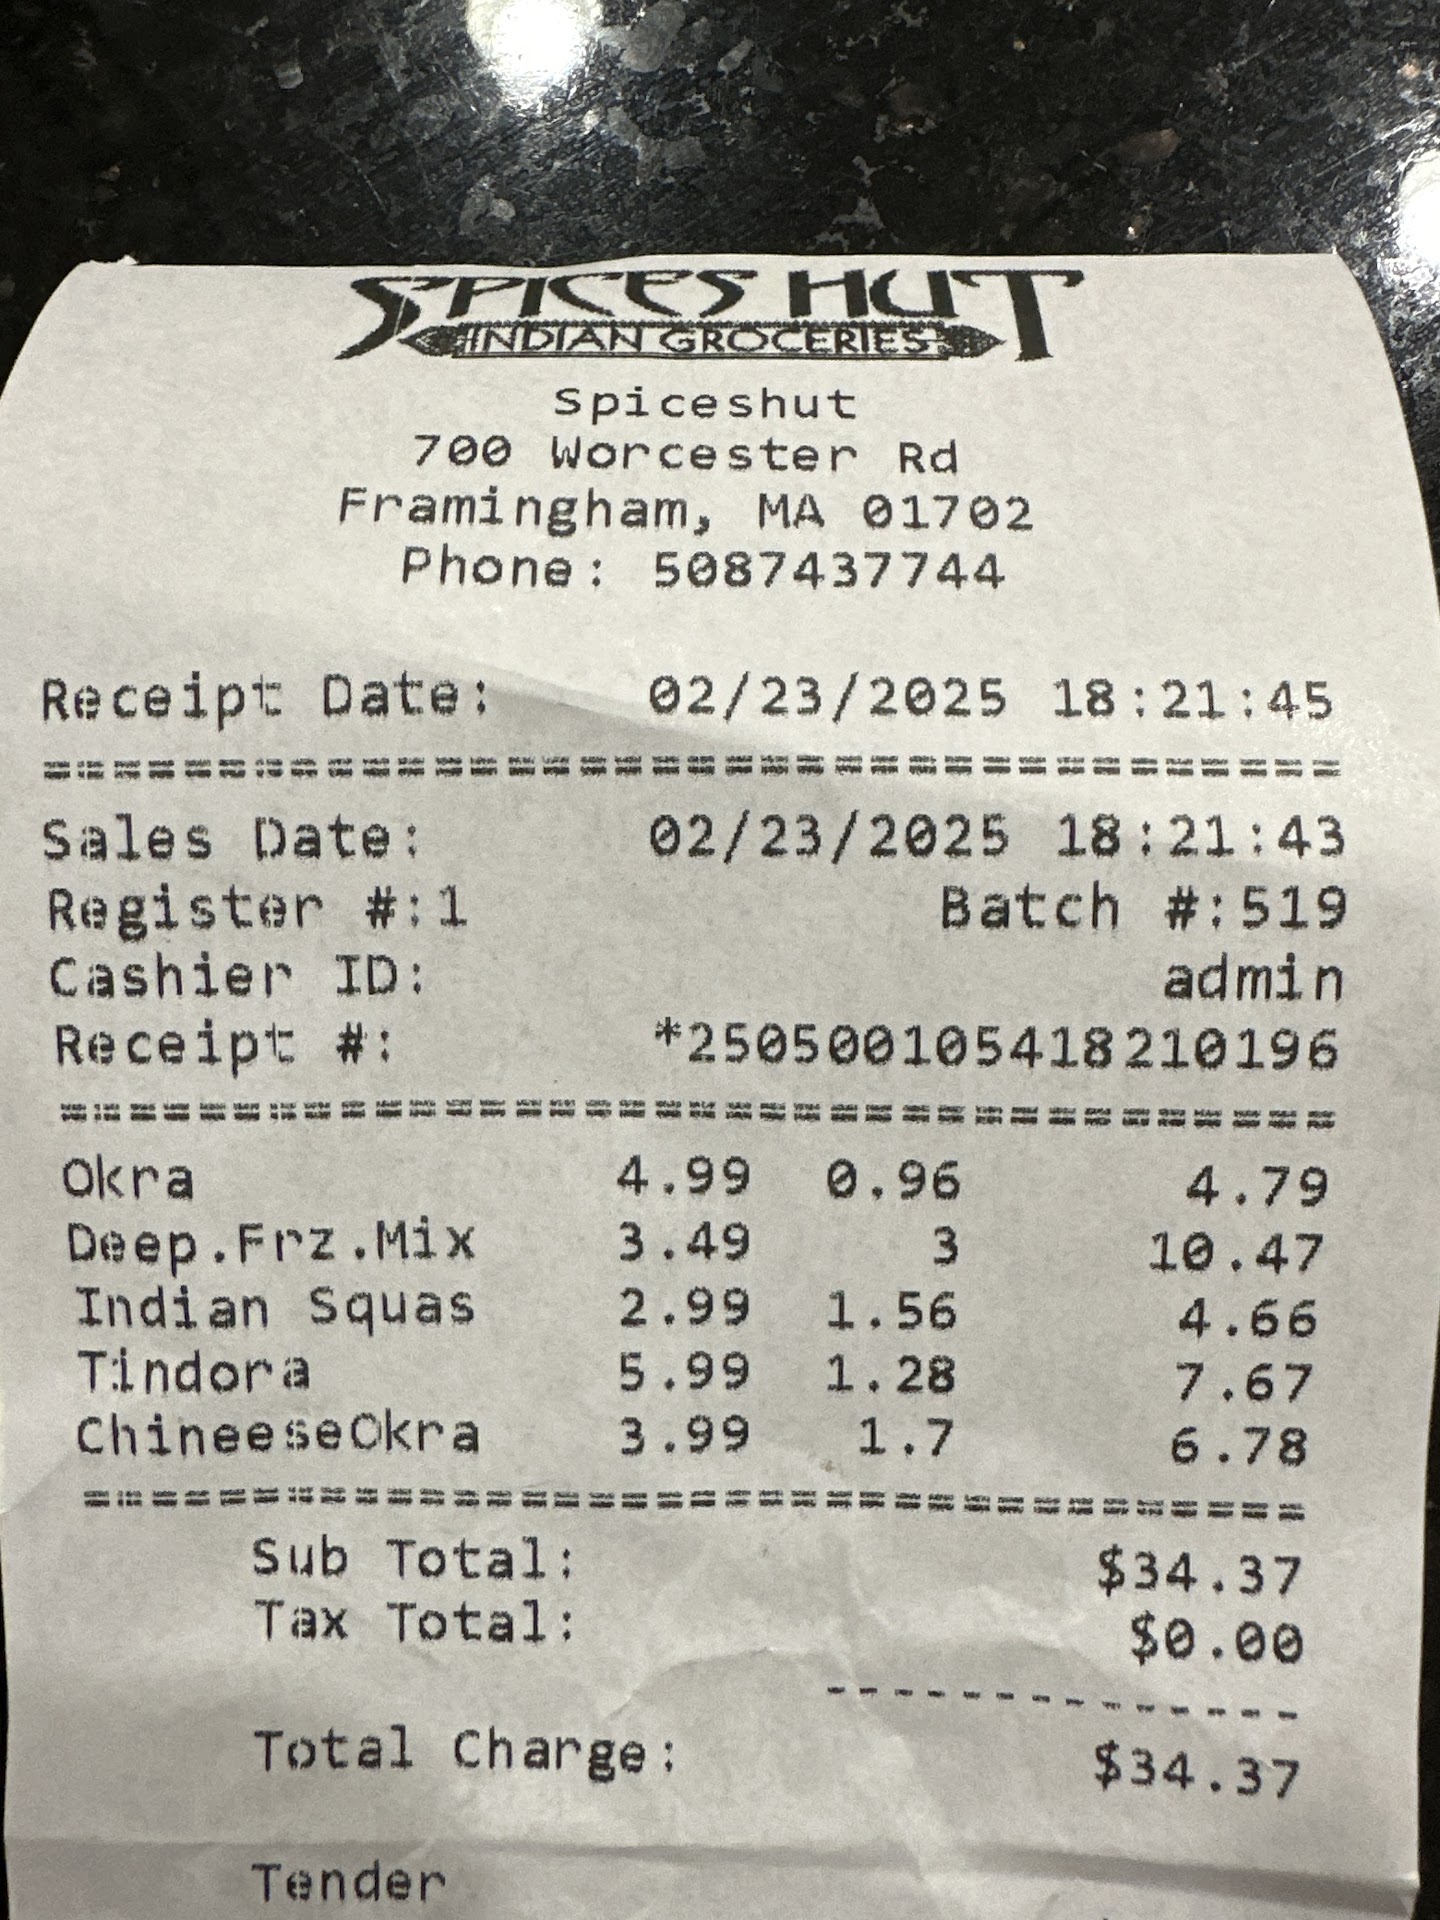 SPICES HUT
INDIAN GROCERIES
Spiceshut
700 Worcester Rd
Framingham, MA 01702
Phone: 5087437744
Receipt Date: 02/23/2025 18:21:45
====================================
Sales Date: 02/23/2025 18:21:43
Register #:1 Batch #:519
Cashier ID: admin
Receipt #: *250500105418210196
====================================
Okra 4.99 0.96 4.79
Deep.Frz.Mix 3.49 3 10.47
Indian Squas 2.99 1.56 4.66
Tindora 5.99 1.28 7.67
ChineeseOkra 3.99 1.7 6.78
====================================
Sub Total: $34.37
Tax Total: $0.00
--------------
Total Charge: $34.37
Tender